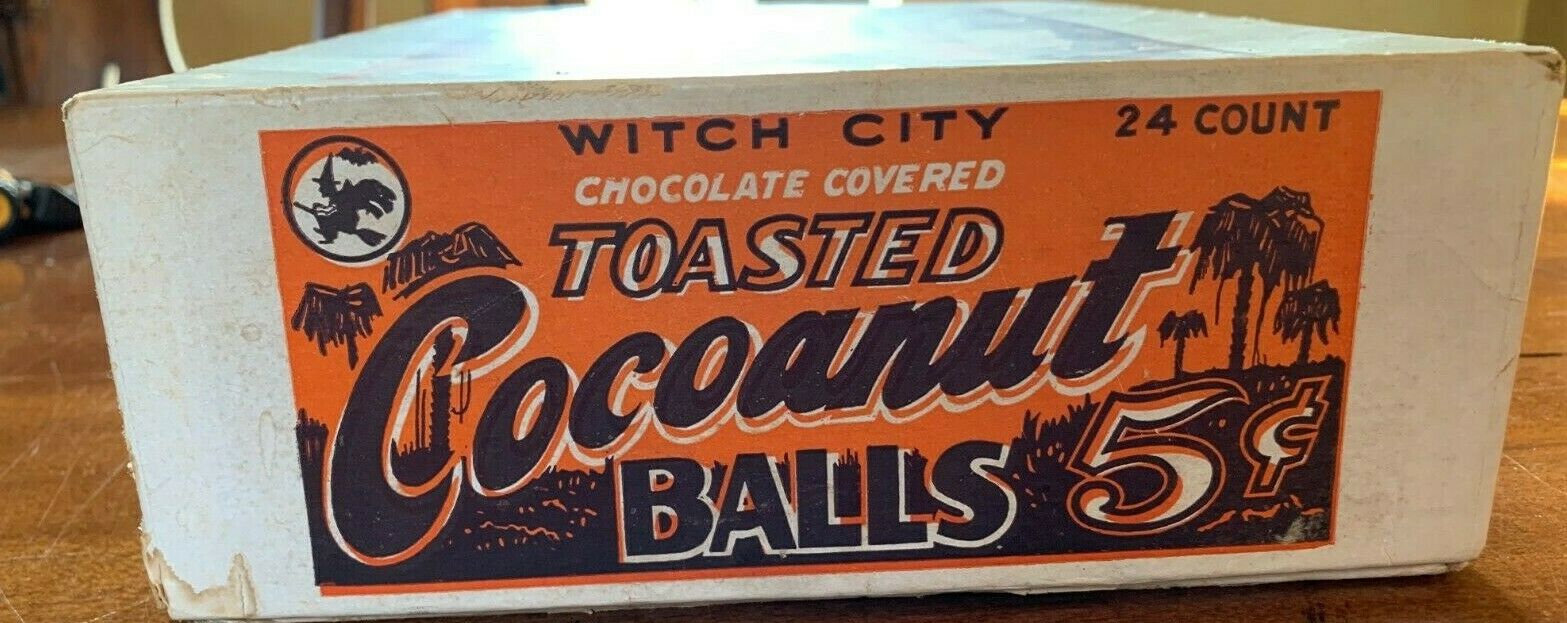 WITCH CITY 24 COUNT
CHOCOLATE COVERED
TOASTED
Cocoanut
BALLS 5¢